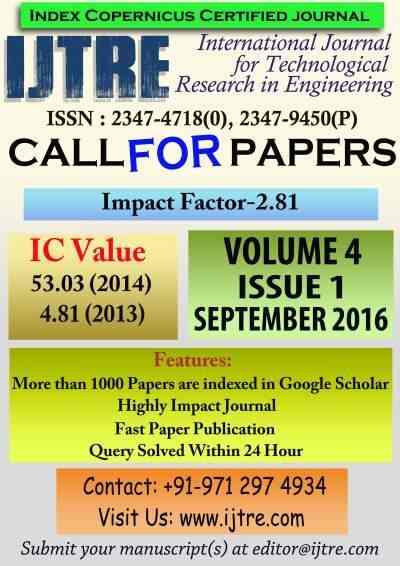 INDEX COPERNICUS CERTIFIED JOURNAL
IJTRE
International Journal
for Technological
Research in Engineering
ISSN : 2347-4718(0), 2347-9450(P)
CALL FOR PAPERS
Impact Factor-2.81
IC Value
53.03 (2014)
4.81 (2013)
VOLUME 4
ISSUE 1
SEPTEMBER 2016
Features:
More than 1000 Papers are indexed in Google Scholar
Highly Impact Journal
Fast Paper Publication
Query Solved Within 24 Hour
Contact: +91-971 297 4934
Visit Us: www.ijtre.com
Submit your manuscript(s) at editor@ijtre.com